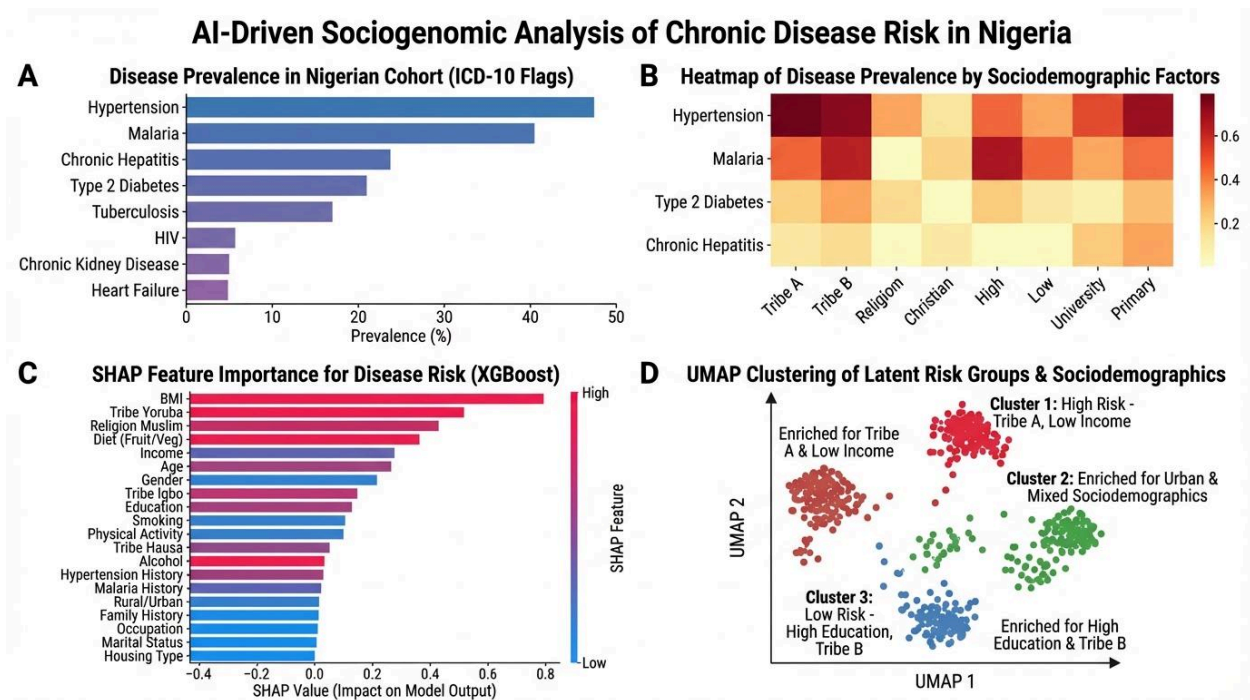 AI-Driven Sociogenomic Analysis of Chronic Disease Risk in Nigeria
A
Disease Prevalence in Nigerian Cohort (ICD-10 Flags)
Hypertension
Malaria
Chronic Hepatitis
Type 2 Diabetes
Tuberculosis
HIV
Chronic Kidney Disease
Heart Failure
0 10 20 30 40 50
Prevalence (%)
B
Heatmap of Disease Prevalence by Sociodemographic Factors
Hypertension
Malaria
Type 2 Diabetes
Chronic Hepatitis
Tribe A
Tribe B
Religiom
Christian
High
Low
University
Primary
0.6
0.4
0.2
C
SHAP Feature Importance for Disease Risk (XGBoost)
BMI
Tribe Yoruba
Religion Muslim
Diet (Fruit/Veg)
Income
Age
Gender
Tribe Igbo
Education
Smoking
Physical Activity
Tribe Hausa
Alcohol
Hypertension History
Malaria History
Rural/Urban
Family History
Occupation
Marital Status
Housing Type
−0.4 −0.2 0.0 0.2 0.4 0.6 0.8
SHAP Value (Impact on Model Output)
High
SHAP Feature
Low
D
UMAP Clustering of Latent Risk Groups & Sociodemographics
Cluster 1: High Risk -
Tribe A, Low Income
Enriched for Tribe
A & Low Income
Cluster 2: Enriched for Urban &
Mixed Sociodemographics
Cluster 3:
Low Risk -
High Education,
Tribe B
Enriched for High
Education & Tribe B
UMAP 2
UMAP 1